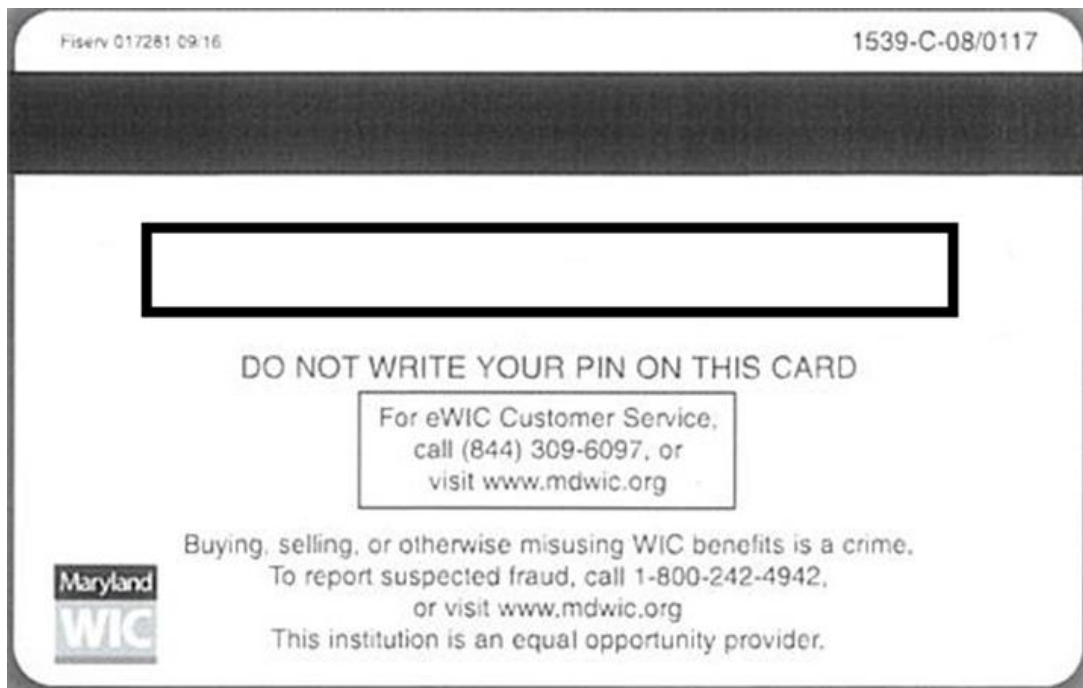 Fiserv 017281 09/16
1539-C-08/0117
DO NOT WRITE YOUR PIN ON THIS CARD
For eWIC Customer Service,
call (844) 309-6097, or
visit www.mdwic.org
Buying, selling, or otherwise misusing WIC benefits is a crime.
To report suspected fraud, call 1-800-242-4942,
or visit www.mdwic.org
This institution is an equal opportunity provider.
Maryland
WIC